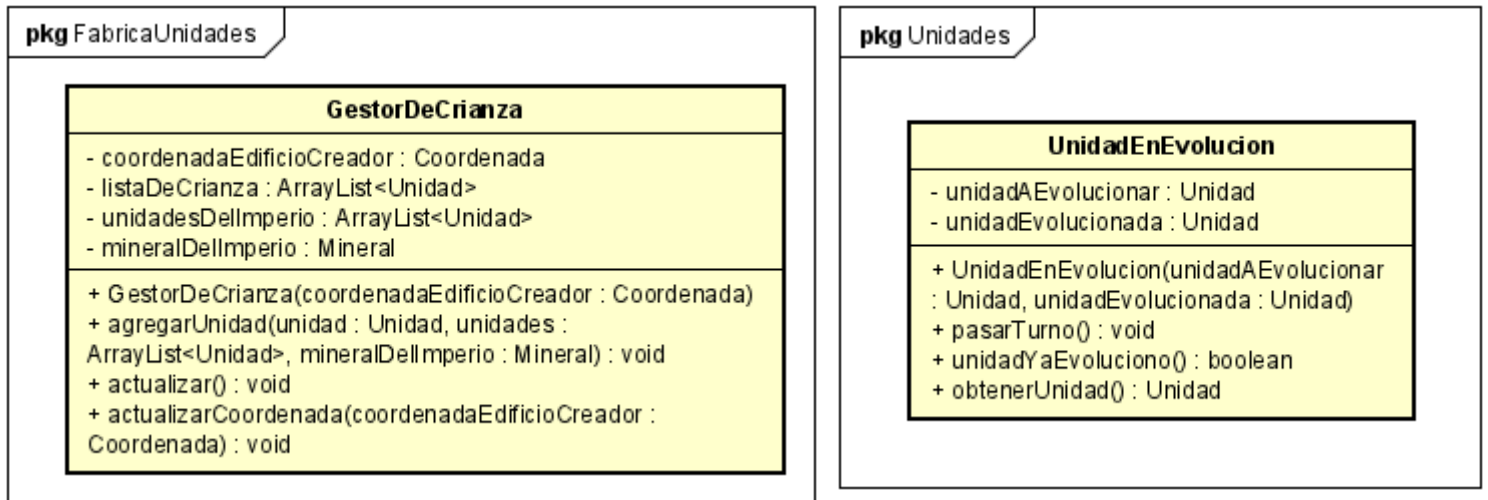 pkg FabricaUnidades
GestorDeCrianza
- coordenadaEdificioCreador : Coordenada
- listaDeCrianza : ArrayList<Unidad>
- unidadesDelImperio : ArrayList<Unidad>
- mineralDelImperio : Mineral
+ GestorDeCrianza(coordenadaEdificioCreador : Coordenada)
+ agregarUnidad(unidad : Unidad, unidades :
ArrayList<Unidad>, mineralDelImperio : Mineral) : void
+ actualizar() : void
+ actualizarCoordenada(coordenadaEdificioCreador :
Coordenada) : void
pkg Unidades
UnidadEnEvolucion
- unidadAEvolucionar : Unidad
- unidadEvolucionada : Unidad
+ UnidadEnEvolucion(unidadAEvolucionar
: Unidad, unidadEvolucionada : Unidad)
+ pasarTurno() : void
+ unidadYaEvoluciono() : boolean
+ obtenerUnidad() : Unidad